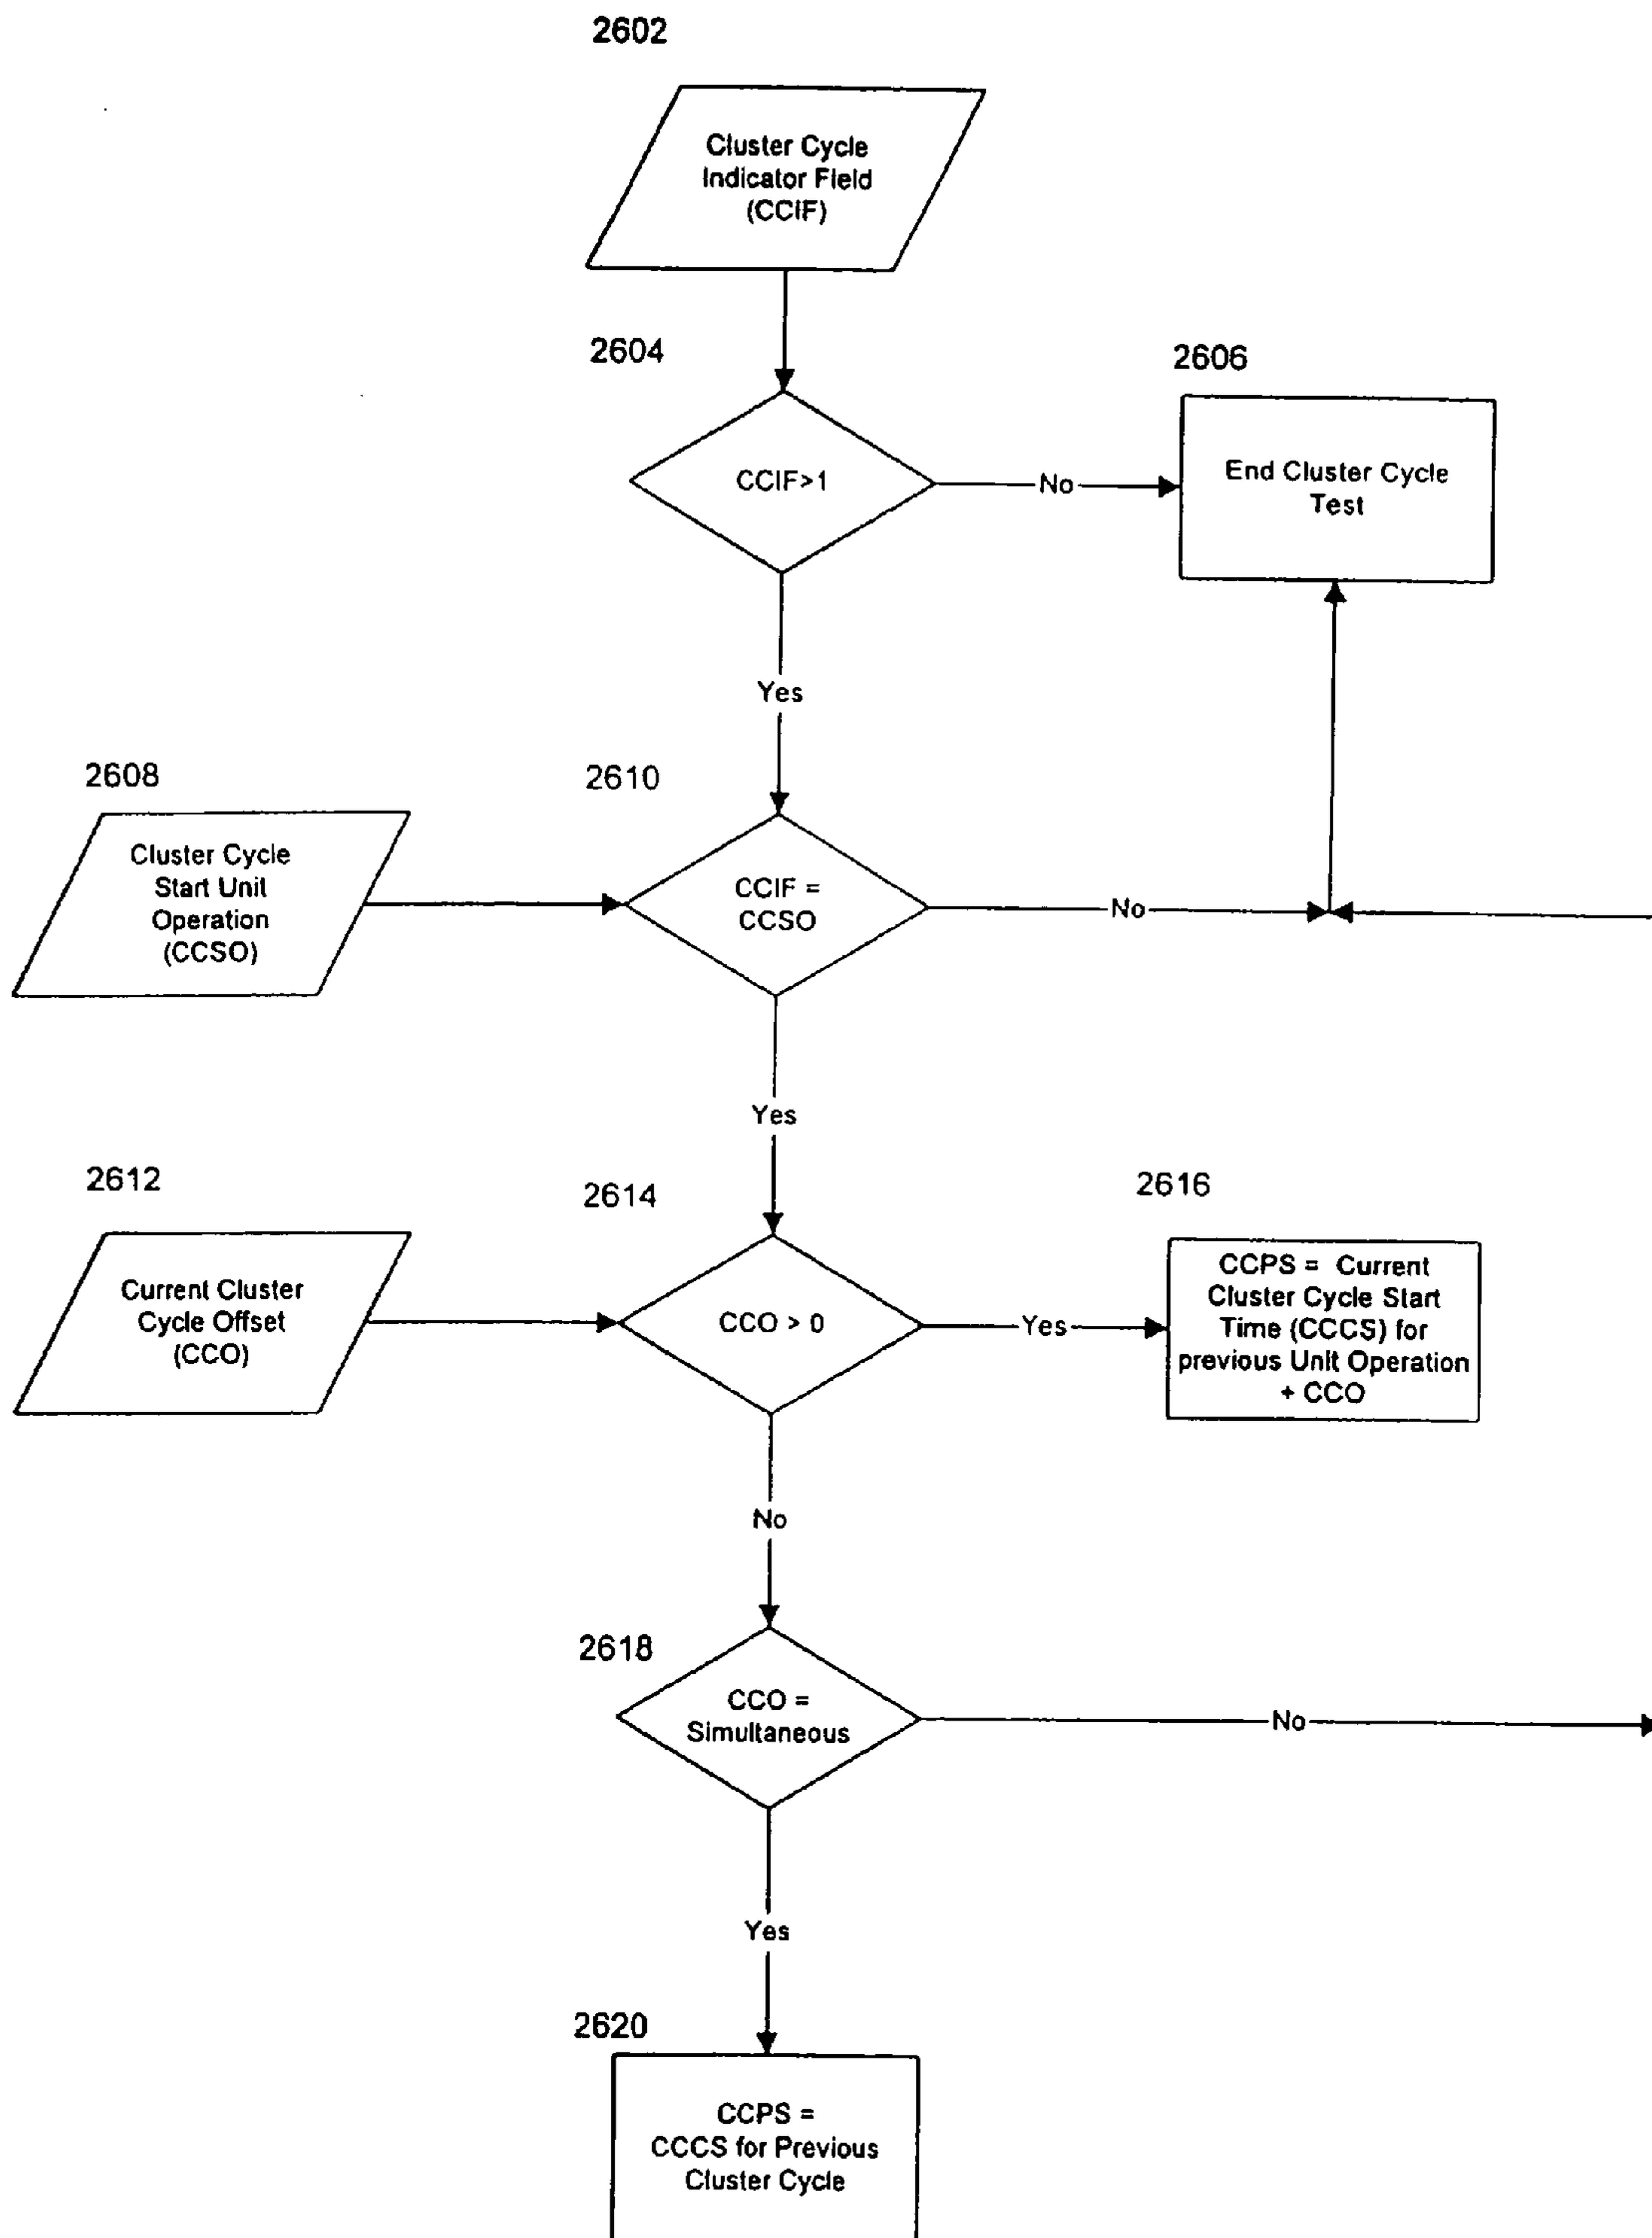 2602
Cluster Cycle
Indicator Field
(CCIF)
2604
CCIF>1
No
2606
End Cluster Cycle
Test
Yes
2608
Cluster Cycle
Start Unit
Operation
(CCSO)
2610
CCIF =
CCSO
No
Yes
2612
Current Cluster
Cycle Offset
(CCO)
2614
CCO > 0
Yes
2616
CCPS = Current
Cluster Cycle Start
Time (CCCS) for
previous Unit Operation
+ CCO
No
2618
CCO =
Simultaneous
No
Yes
2620
CCPS =
CCCS for Previous
Cluster Cycle